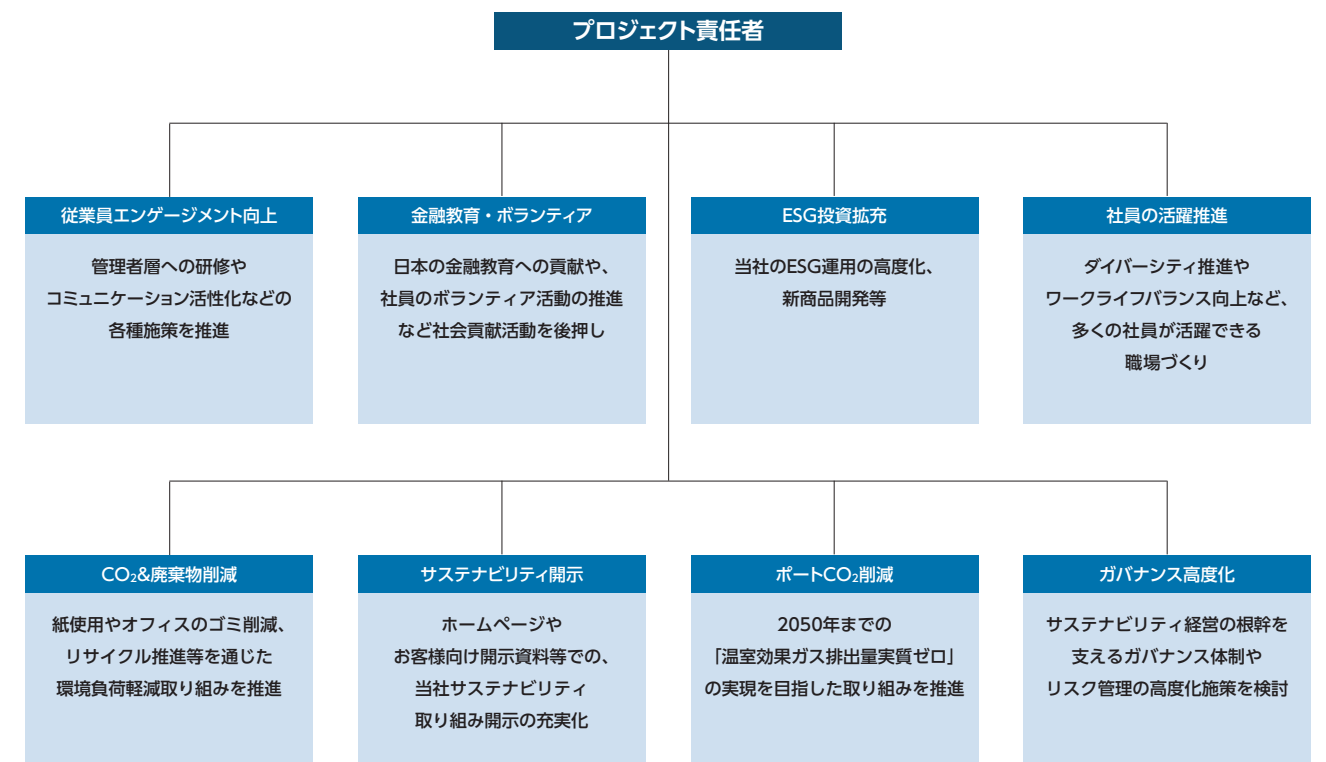 プロジェクト責任者
従業員エンゲージメント向上
管理者層への研修や
コミュニケーション活性化などの
各種施策を推進
金融教育・ボランティア
日本の金融教育への貢献や、
社員のボランティア活動の推進
など社会貢献活動を後押し
ESG投資拡充
当社のESG運用の高度化、
新商品開発等
社員の活躍推進
ダイバーシティ推進や
ワークライフバランス向上など、
多くの社員が活躍できる
職場づくり
CO₂&廃棄物削減
紙使用やオフィスのゴミ削減、
リサイクル推進等を通じた
環境負荷軽減取り組みを推進
サステナビリティ開示
ホームページや
お客様向け開示資料等での、
当社サステナビリティ
取り組み開示の充実化
ポートCO₂削減
2050年までの
「温室効果ガス排出量実質ゼロ」
の実現を目指した取り組みを推進
ガバナンス高度化
サステナビリティ経営の根幹を
支えるガバナンス体制や
リスク管理の高度化施策を検討